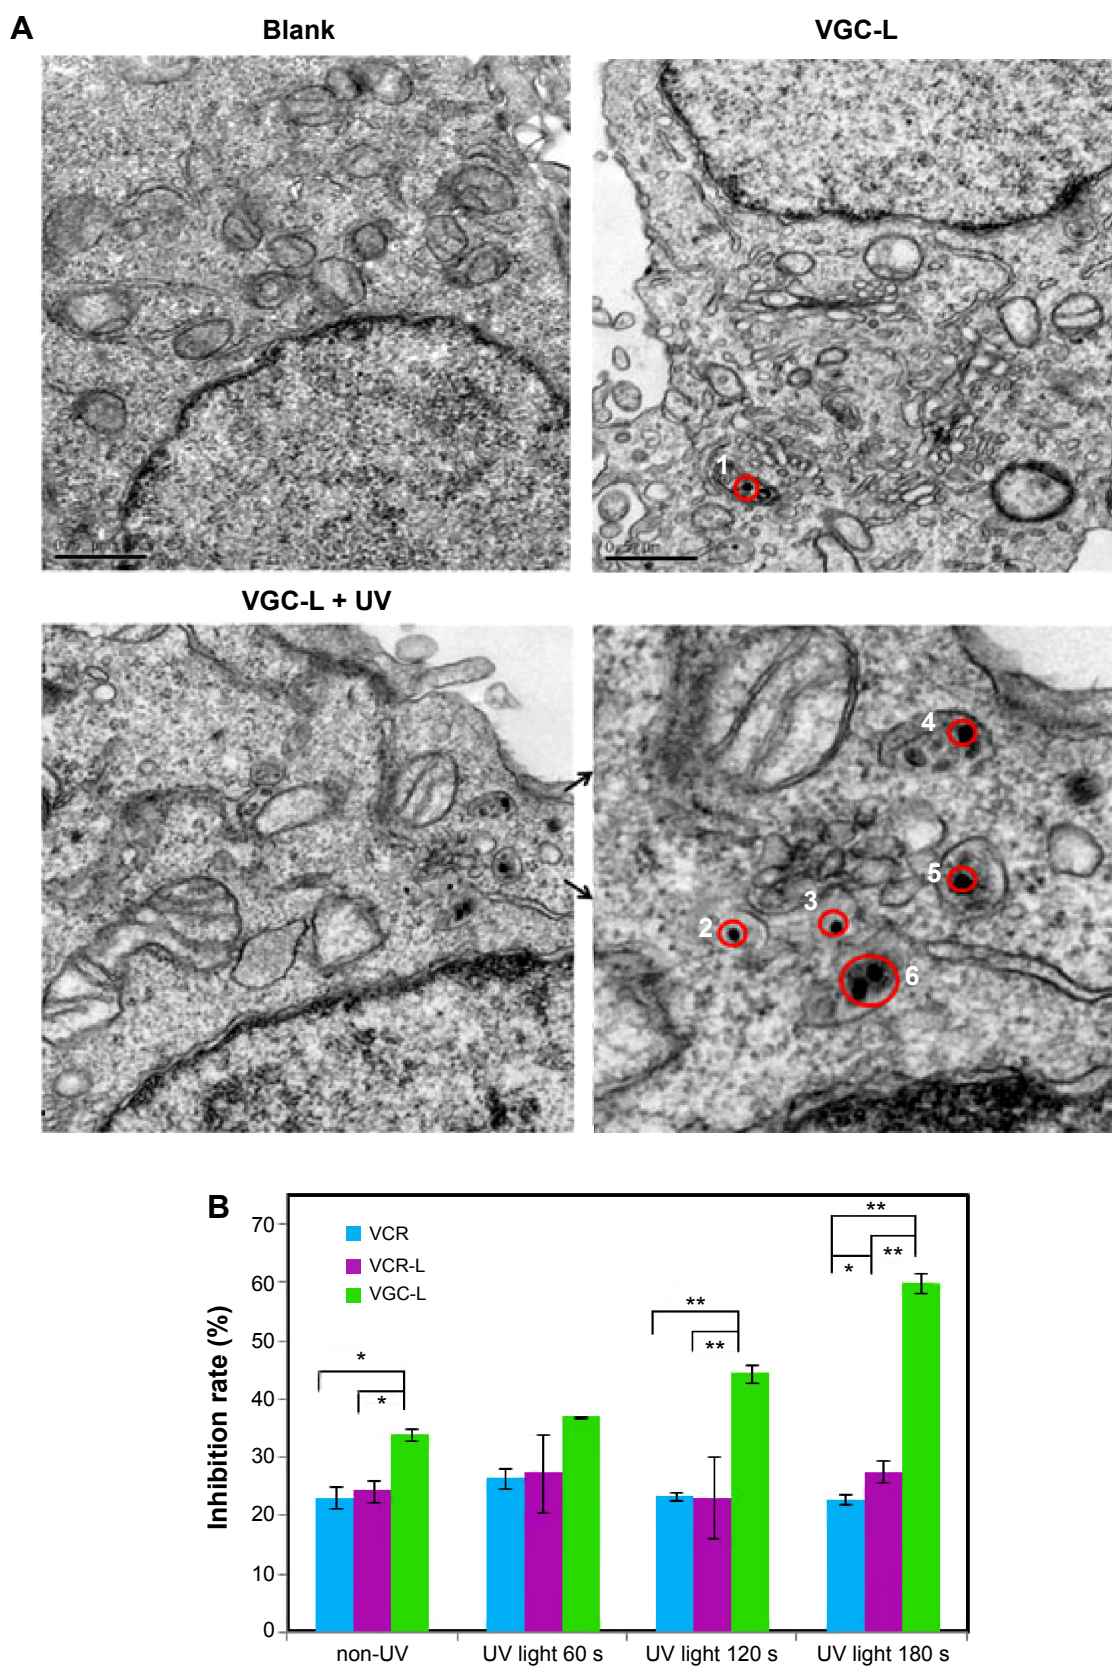 A
Blank
VGC-L
1
VGC-L + UV
4
5
3
2
6
B
VCR
VCR-L
VGC-L
Inhibition rate (%)
70
60
50
40
30
20
10
0
*
*
**
**
**
**
*
non-UV
UV light 60 s
UV light 120 s
UV light 180 s